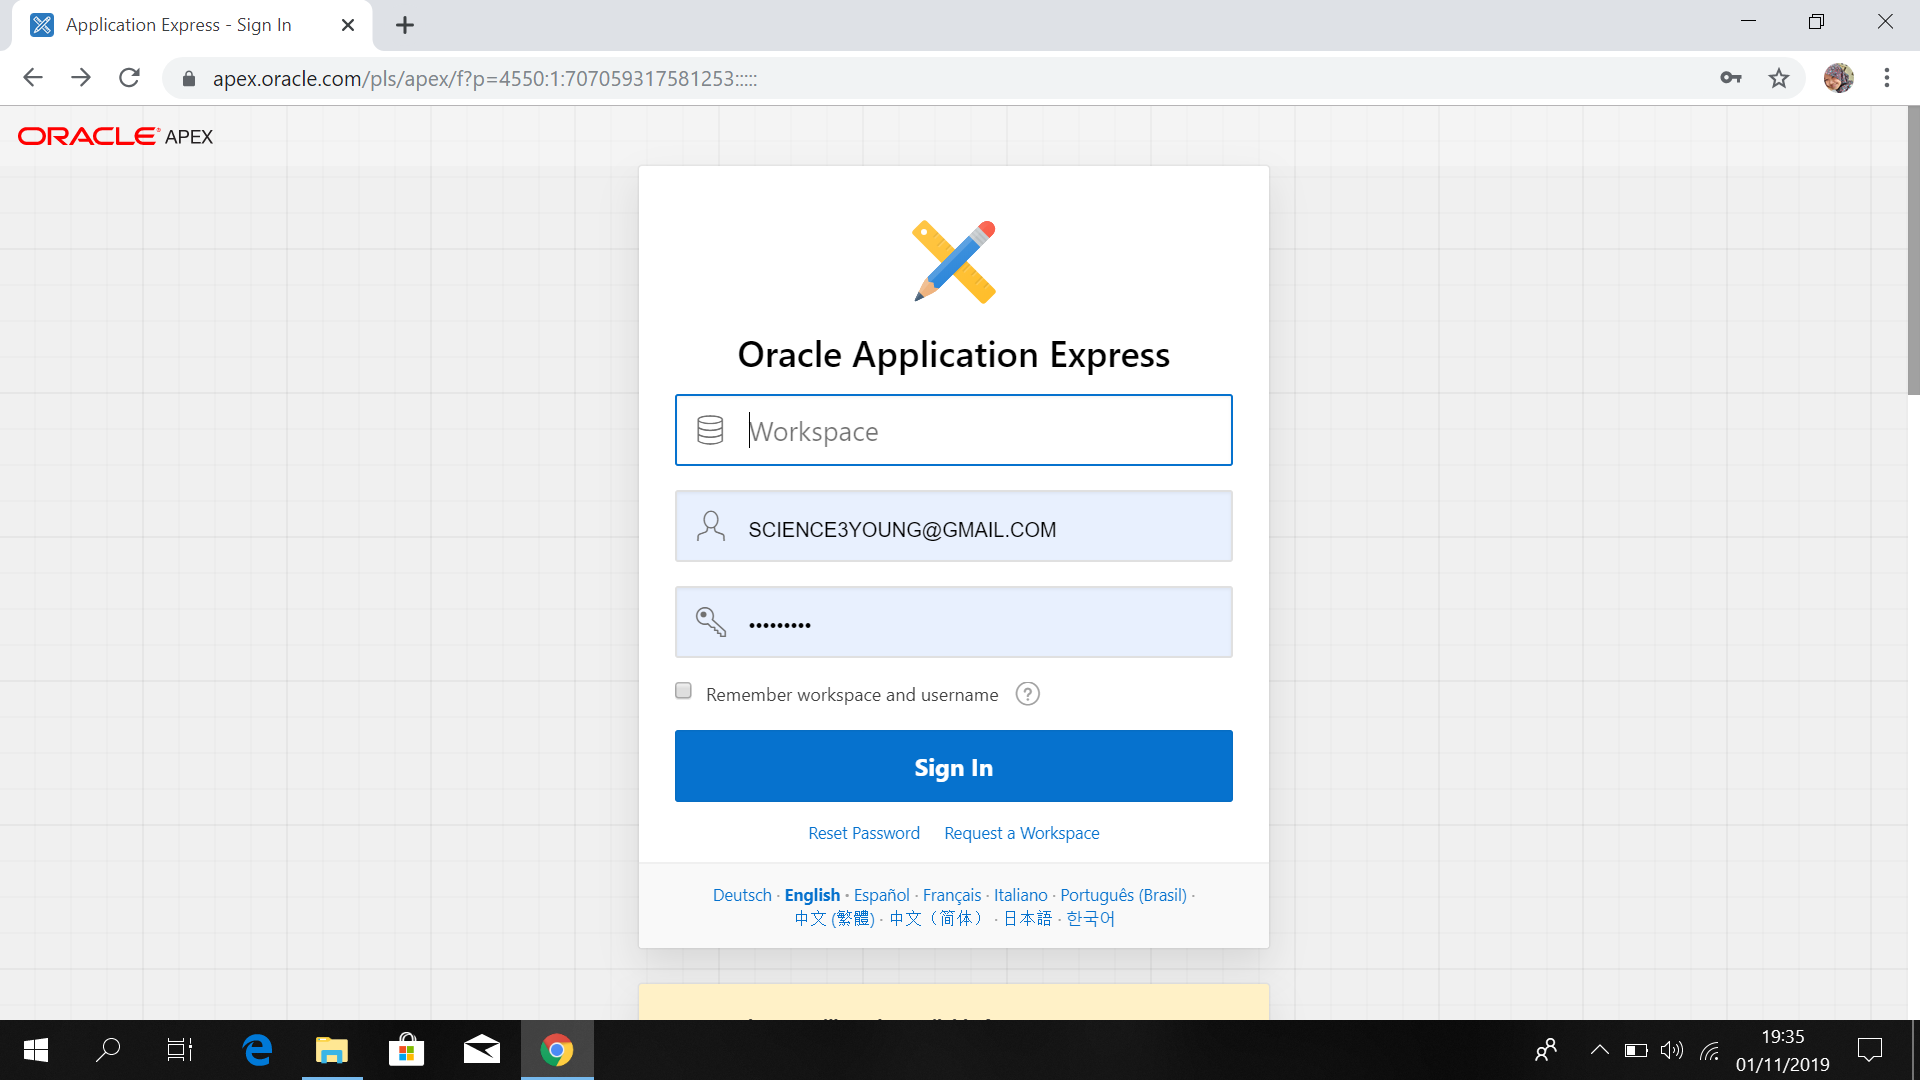 Application Express - Sign In
apex.oracle.com/pls/apex/f?p=4550:1:707059317581253:::::
ORACLE® APEX
Oracle Application Express
Workspace
SCIENCE3YOUNG@GMAIL.COM
•••••••••
Remember workspace and username ?
Sign In
Reset Password Request a Workspace
Deutsch · English · Español · Français · Italiano · Português (Brasil) ·
中文 (繁體) · 中文（简体） · 日本語 · 한국어
19:35
01/11/2019